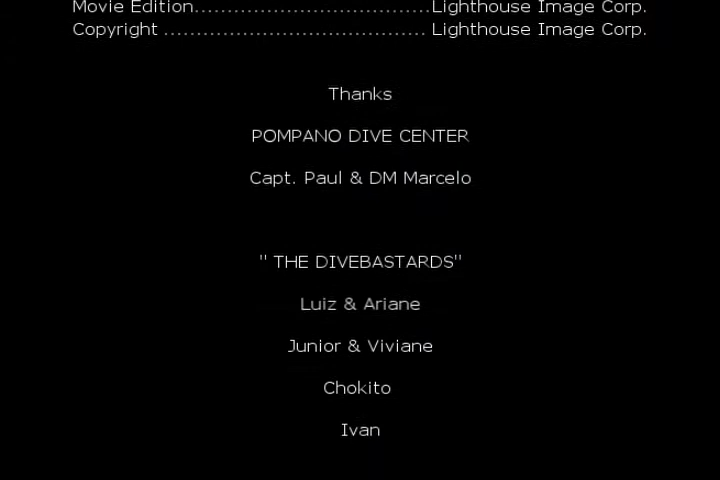 Movie Edition....................................Lighthouse Image Corp.
Copyright ........................................ Lighthouse Image Corp.
Thanks
POMPANO DIVE CENTER
Capt. Paul & DM Marcelo
" THE DIVEBASTARDS"
Luiz & Ariane
Junior & Viviane
Chokito
Ivan